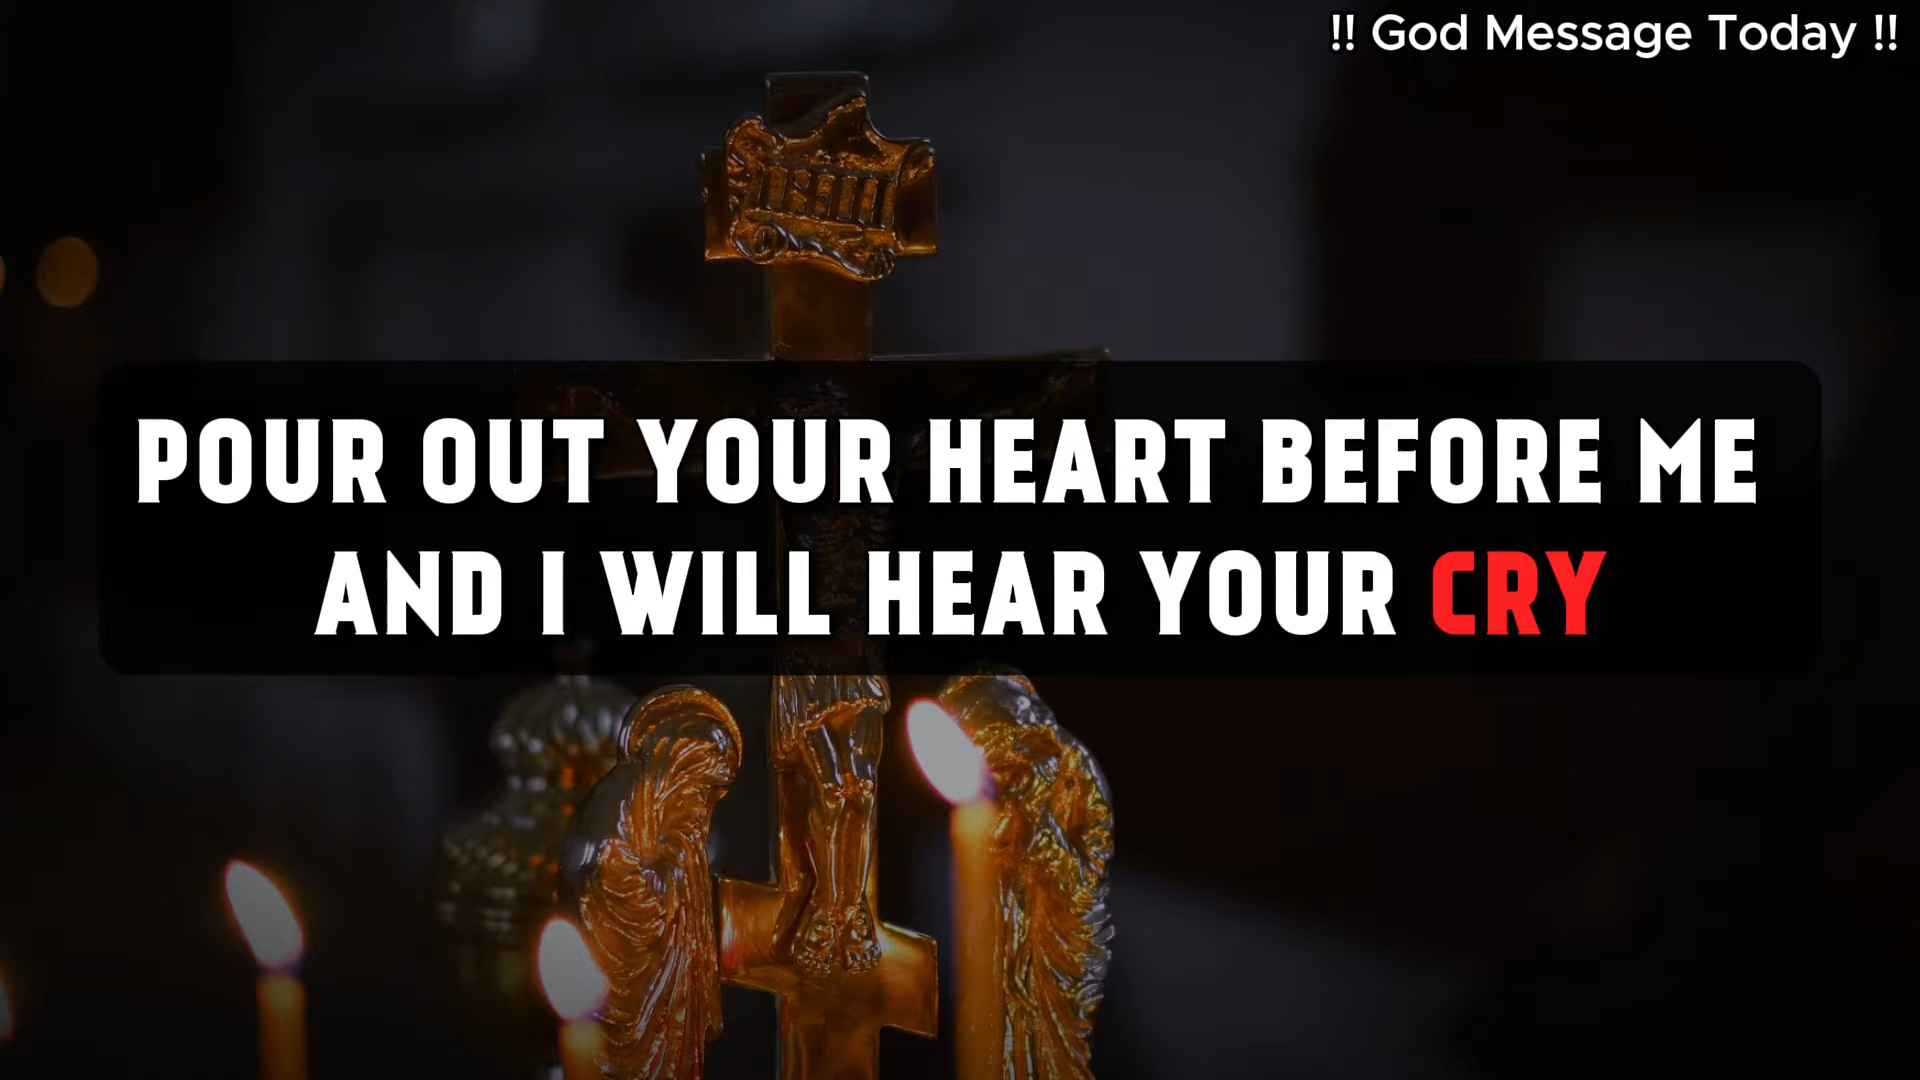 !! God Message Today !!
POUR OUT YOUR HEART BEFORE ME
AND I WILL HEAR YOUR CRY